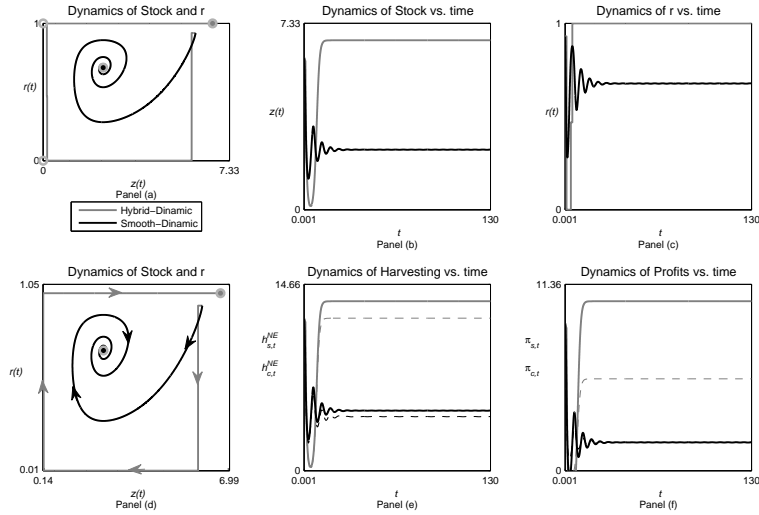 Dynamics of Stock and r
1
r(t)
0
0
7.33
z(t)
Panel (a)
Hybrid−Dinamic
Smooth−Dinamic
Dynamics of Stock vs. time
7.33
z(t)
0
0.001
130
t
Panel (b)
Dynamics of r vs. time
1
r(t)
0
0.001
130
t
Panel (c)
Dynamics of Stock and r
1.05
r(t)
0.01
0.14
6.99
z(t)
Panel (d)
Dynamics of Harvesting vs. time
14.66
h_{s,t}^{NE}
h_{c,t}^{NE}
0
0.001
130
t
Panel (e)
Dynamics of Profits vs. time
11.36
π_{s,t}
π_{c,t}
0
0.001
130
t
Panel (f)